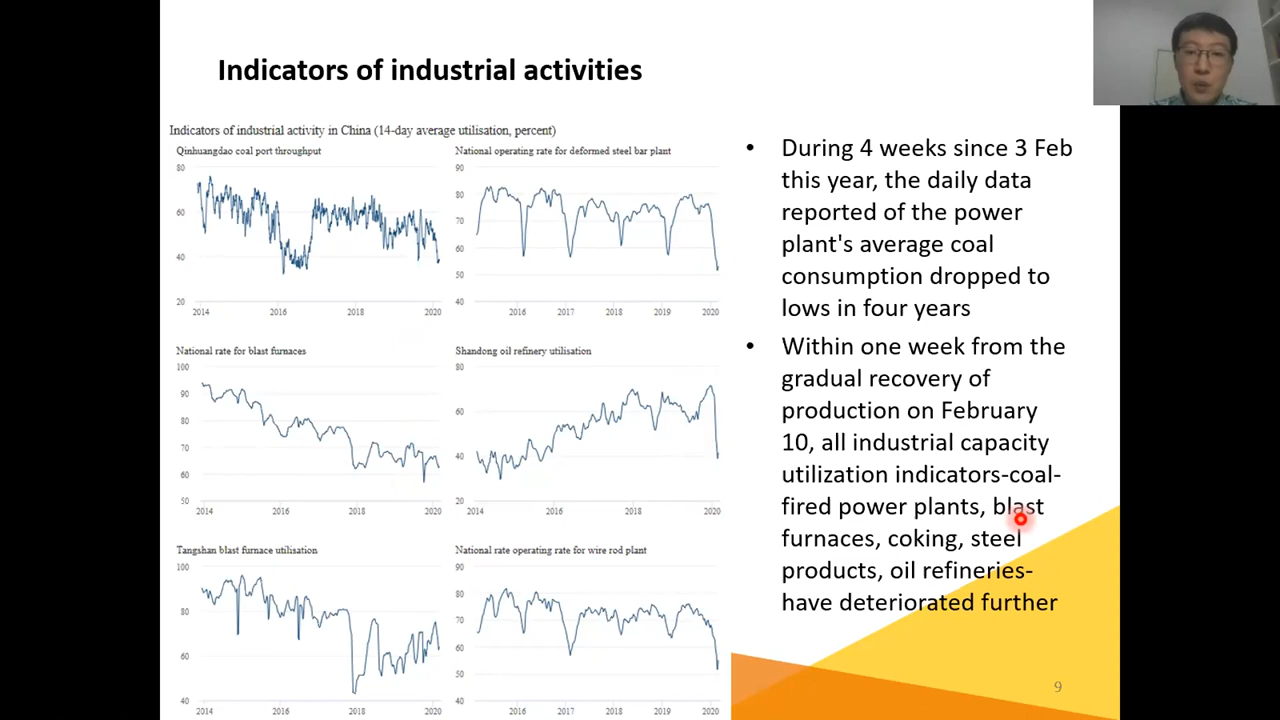 Indicators of industrial activities
Indicators of industrial activity in China (14-day average utilisation, percent)
Qinhuangdao coal port throughput
80
60
40
20
2014 2016 2018 2020
National operating rate for deformed steel bar plant
90
80
70
60
50
40
2016 2017 2018 2019 2020
National rate for blast furnaces
100
90
80
70
60
50
2014 2016 2018 2020
Shandong oil refinery utilisation
80
60
40
20
2014 2016 2018 2020
Tangshan blast furnace utilisation
100
80
60
40
2014 2016 2018 2020
National rate operating rate for wire rod plant
90
80
70
60
50
40
2016 2017 2018 2019 2020
• During 4 weeks since 3 Feb
this year, the daily data
reported of the power
plant's average coal
consumption dropped to
lows in four years
• Within one week from the
gradual recovery of
production on February
10, all industrial capacity
utilization indicators-coal-
fired power plants, blast
furnaces, coking, steel
products, oil refineries-
have deteriorated further
9